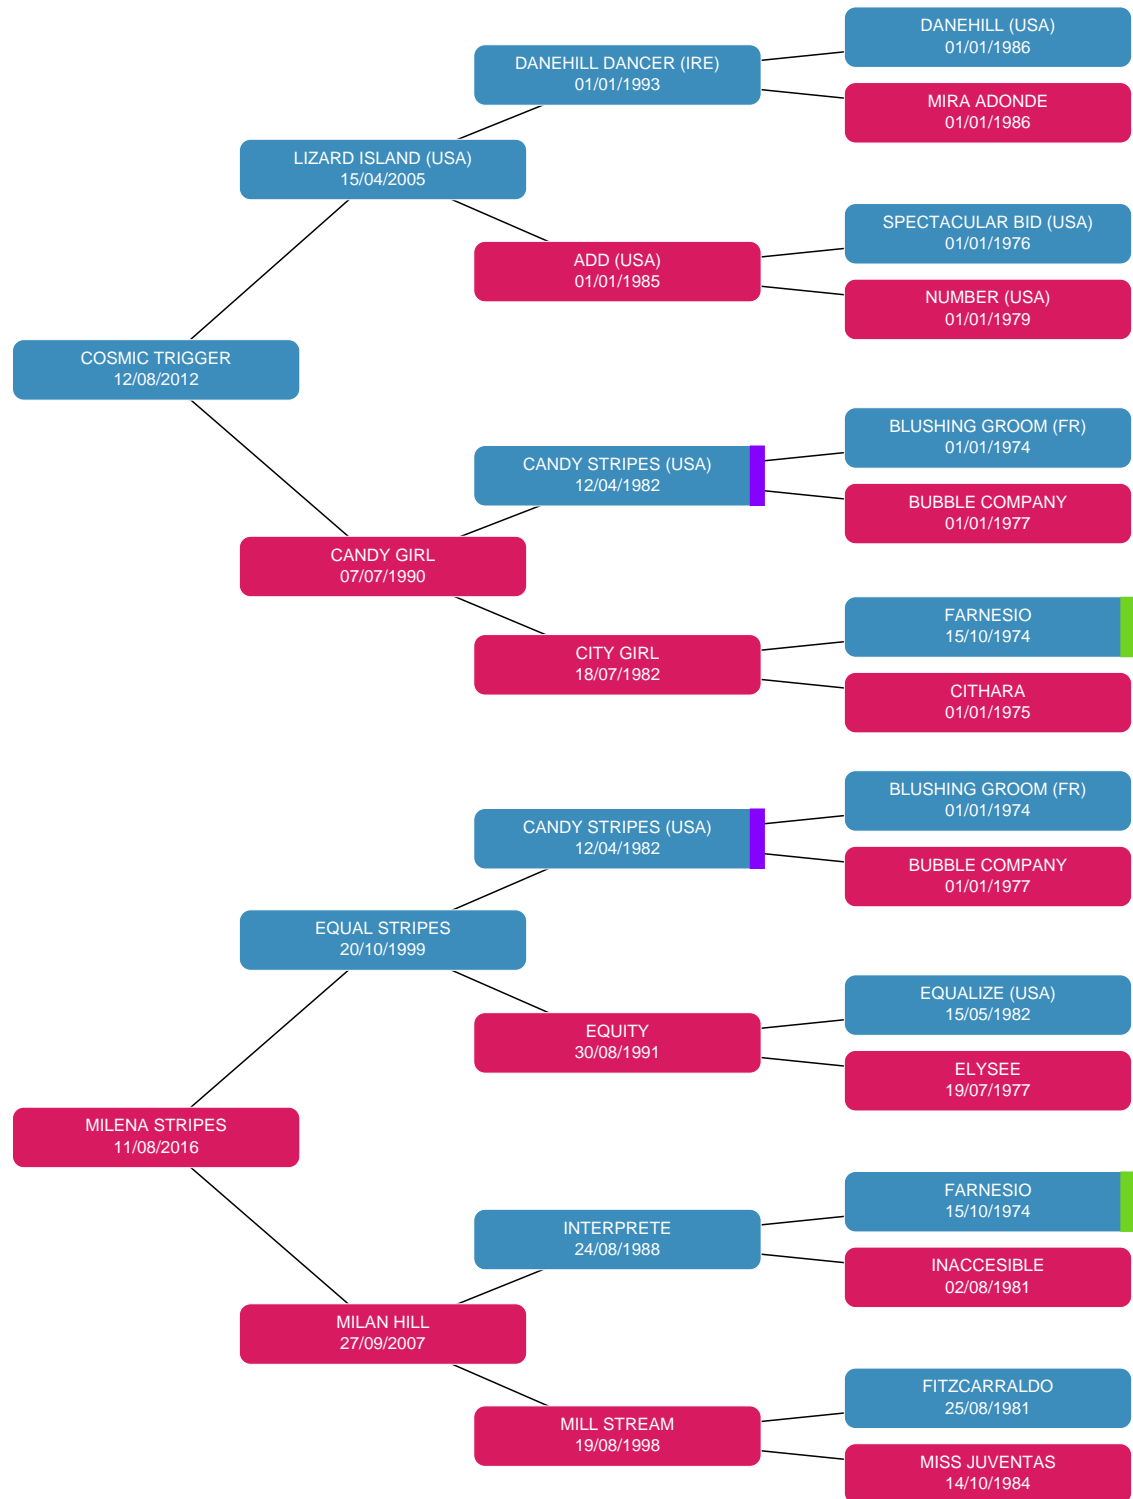 DANEHILL (USA)
01/01/1986
DANEHILL DANCER (IRE)
01/01/1993
MIRA ADONDE
01/01/1986
LIZARD ISLAND (USA)
15/04/2005
SPECTACULAR BID (USA)
01/01/1976
ADD (USA)
01/01/1985
NUMBER (USA)
01/01/1979
COSMIC TRIGGER
12/08/2012
BLUSHING GROOM (FR)
01/01/1974
CANDY STRIPES (USA)
12/04/1982
BUBBLE COMPANY
01/01/1977
CANDY GIRL
07/07/1990
FARNESIO
15/10/1974
CITY GIRL
18/07/1982
CITHARA
01/01/1975
BLUSHING GROOM (FR)
01/01/1974
CANDY STRIPES (USA)
12/04/1982
BUBBLE COMPANY
01/01/1977
EQUAL STRIPES
20/10/1999
EQUALIZE (USA)
15/05/1982
EQUITY
30/08/1991
ELYSEE
19/07/1977
MILENA STRIPES
11/08/2016
FARNESIO
15/10/1974
INTERPRETE
24/08/1988
INACCESIBLE
02/08/1981
MILAN HILL
27/09/2007
FITZCARRALDO
25/08/1981
MILL STREAM
19/08/1998
MISS JUVENTAS
14/10/1984